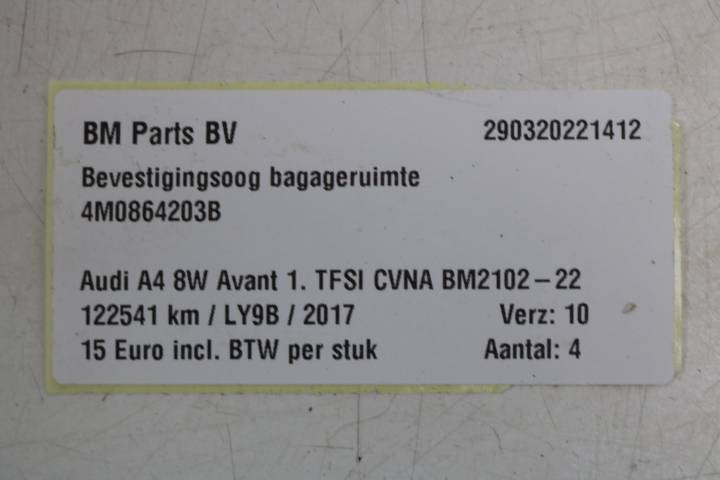 BM Parts BV 290320221412
Bevestigingsoog bagageruimte
4M0864203B
Audi A4 8W Avant 1. TFSI CVNA BM2102-22
122541 km / LY9B / 2017 Verz: 10
15 Euro incl. BTW per stuk Aantal: 4